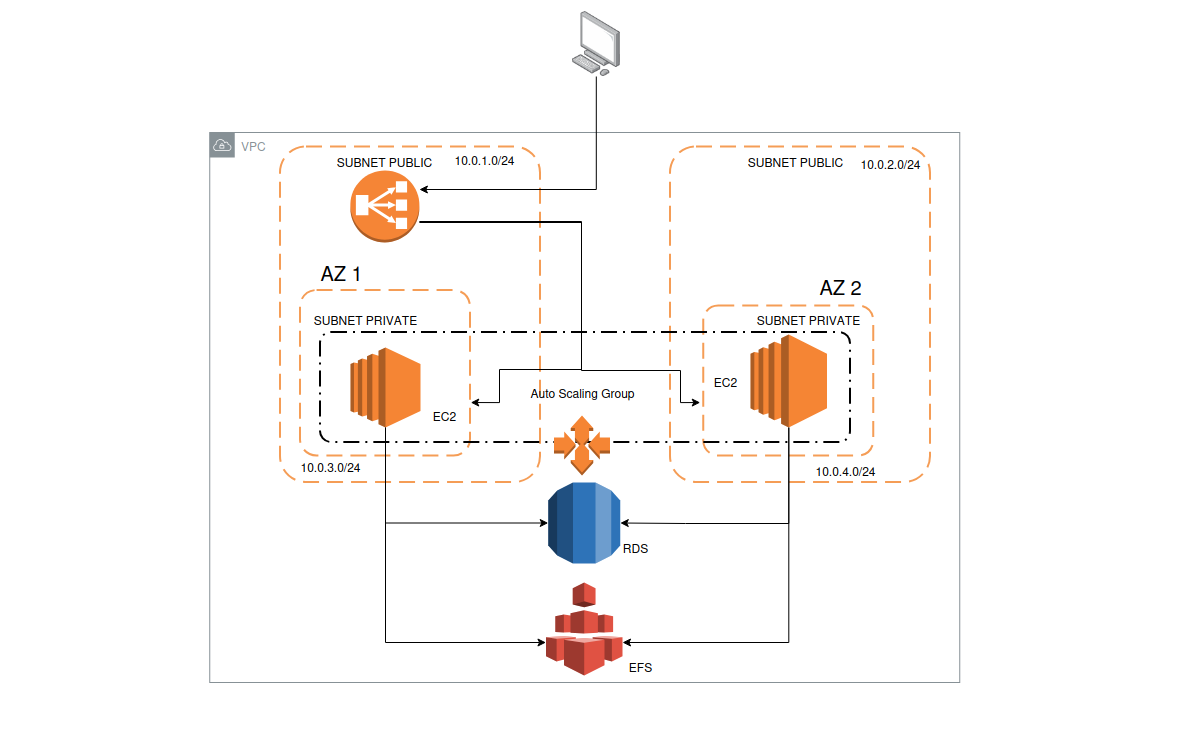 VPC
SUBNET PUBLIC
10.0.1.0/24
SUBNET PUBLIC
10.0.2.0/24
AZ 1
AZ 2
SUBNET PRIVATE
SUBNET PRIVATE
EC2
Auto Scaling Group
EC2
10.0.3.0/24
10.0.4.0/24
RDS
EFS